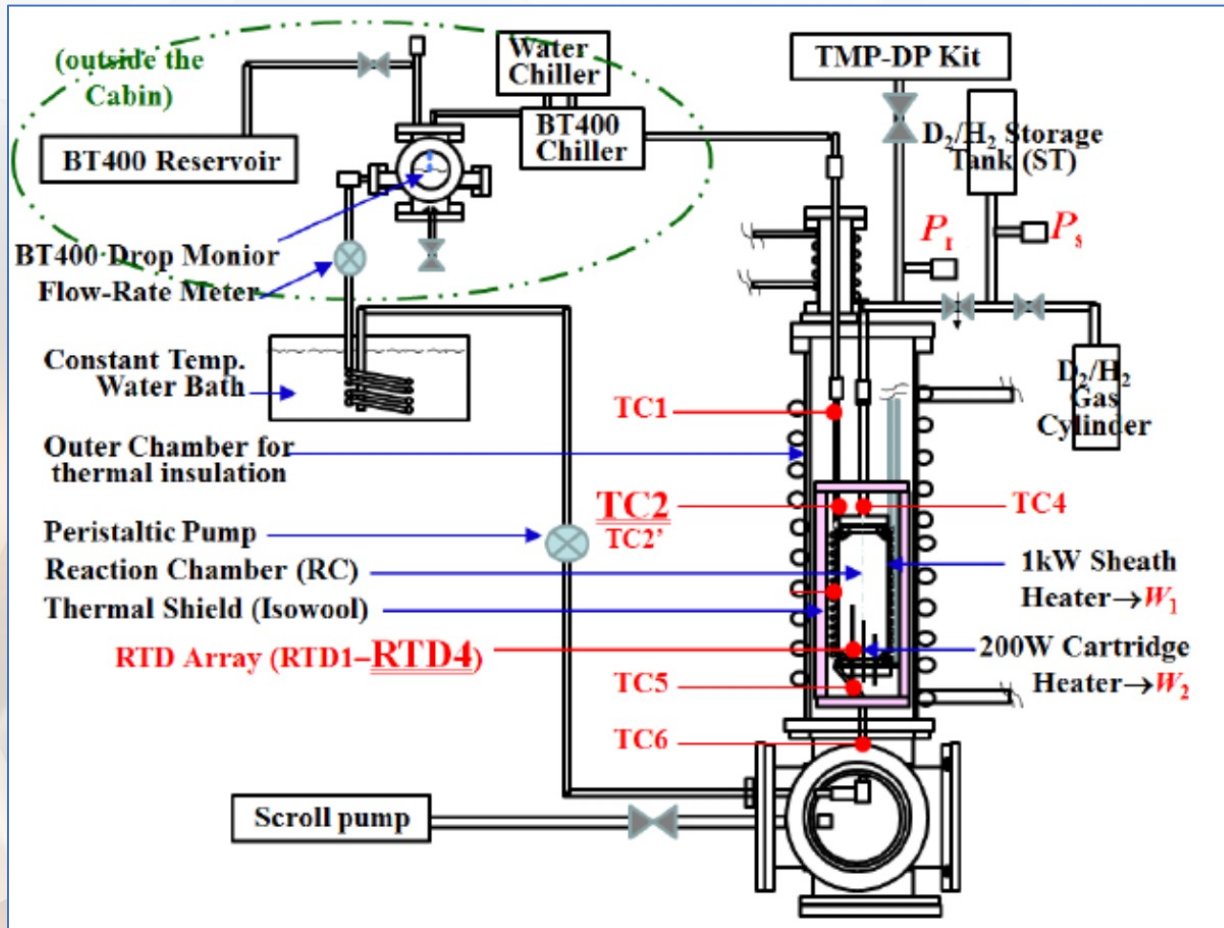 (outside the
Cabin)
Water
Chiller
TMP-DP Kit
BT400 Reservoir
BT400
Chiller
D₂/H₂ Storage
Tank (ST)
Pᵣ
Pₛ
BT400 Drop Monior
Flow-Rate Meter
Constant Temp.
Water Bath
D₂/H₂
Gas
Cylinder
TC1
Outer Chamber for
thermal insulation
TC2
TC2’
TC4
Peristaltic Pump
Reaction Chamber (RC)
Thermal Shield (Isowool)
1kW Sheath
Heater→W₁
RTD Array (RTD1–RTD4)
200W Cartridge
Heater→W₂
TC5
TC6
Scroll pump